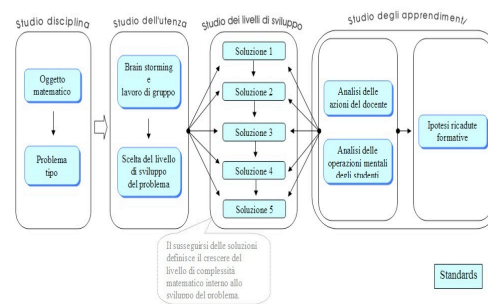 Studio disciplina
Studio dell'utenza
Studio dei livelli di sviluppo
Studio degli apprendimenti
Oggetto
matematico
Problema
tipo
Brain storming
e
lavoro di gruppo
Scelta del livello
di sviluppo
del problema
Soluzione 1
Soluzione 2
Soluzione 3
Soluzione 4
Soluzione 5
Analisi delle
azioni del docente
Analisi delle
operazioni mentali
degli studenti
Ipotesi ricadute
formative
Il susseguirsi delle soluzioni
definisce il crescere del
livello di complessità
matematico interno allo
sviluppo del problema.
Standards